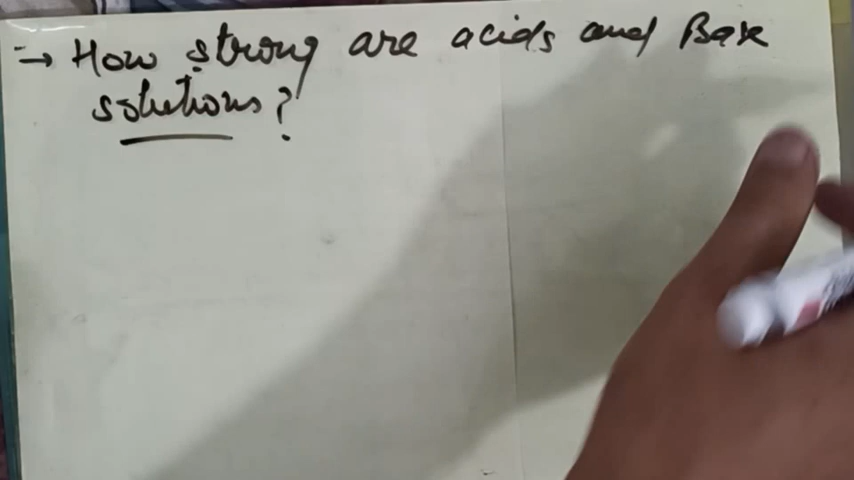 :→ How strong are acids and Base
solutions?